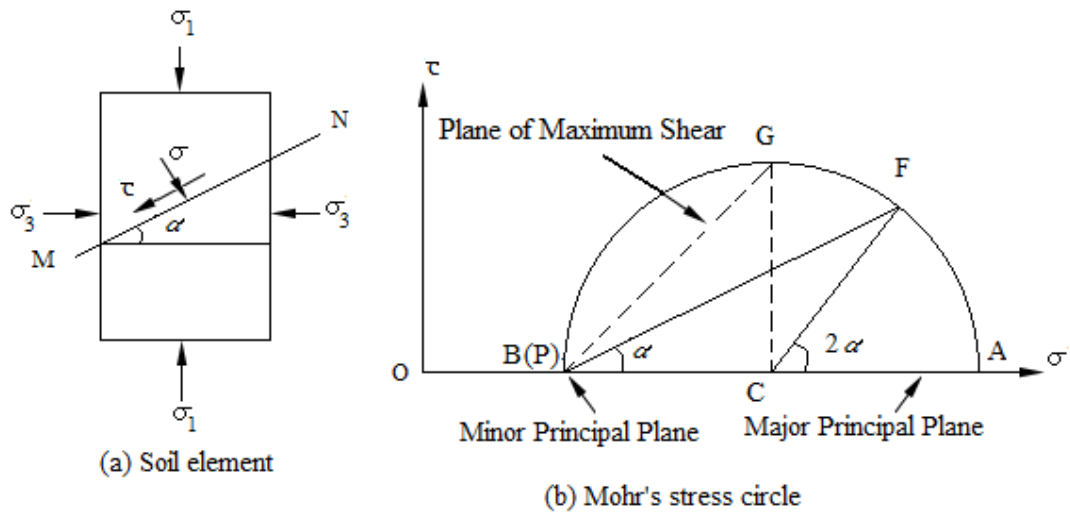 σ1
N
σ
τ
σ3
σ3
α
M
σ1
(a) Soil element
τ
Plane of Maximum Shear
G
F
B(P)
α
2α
A
O
C
σ
Minor Principal Plane
Major Principal Plane
(b) Mohr's stress circle